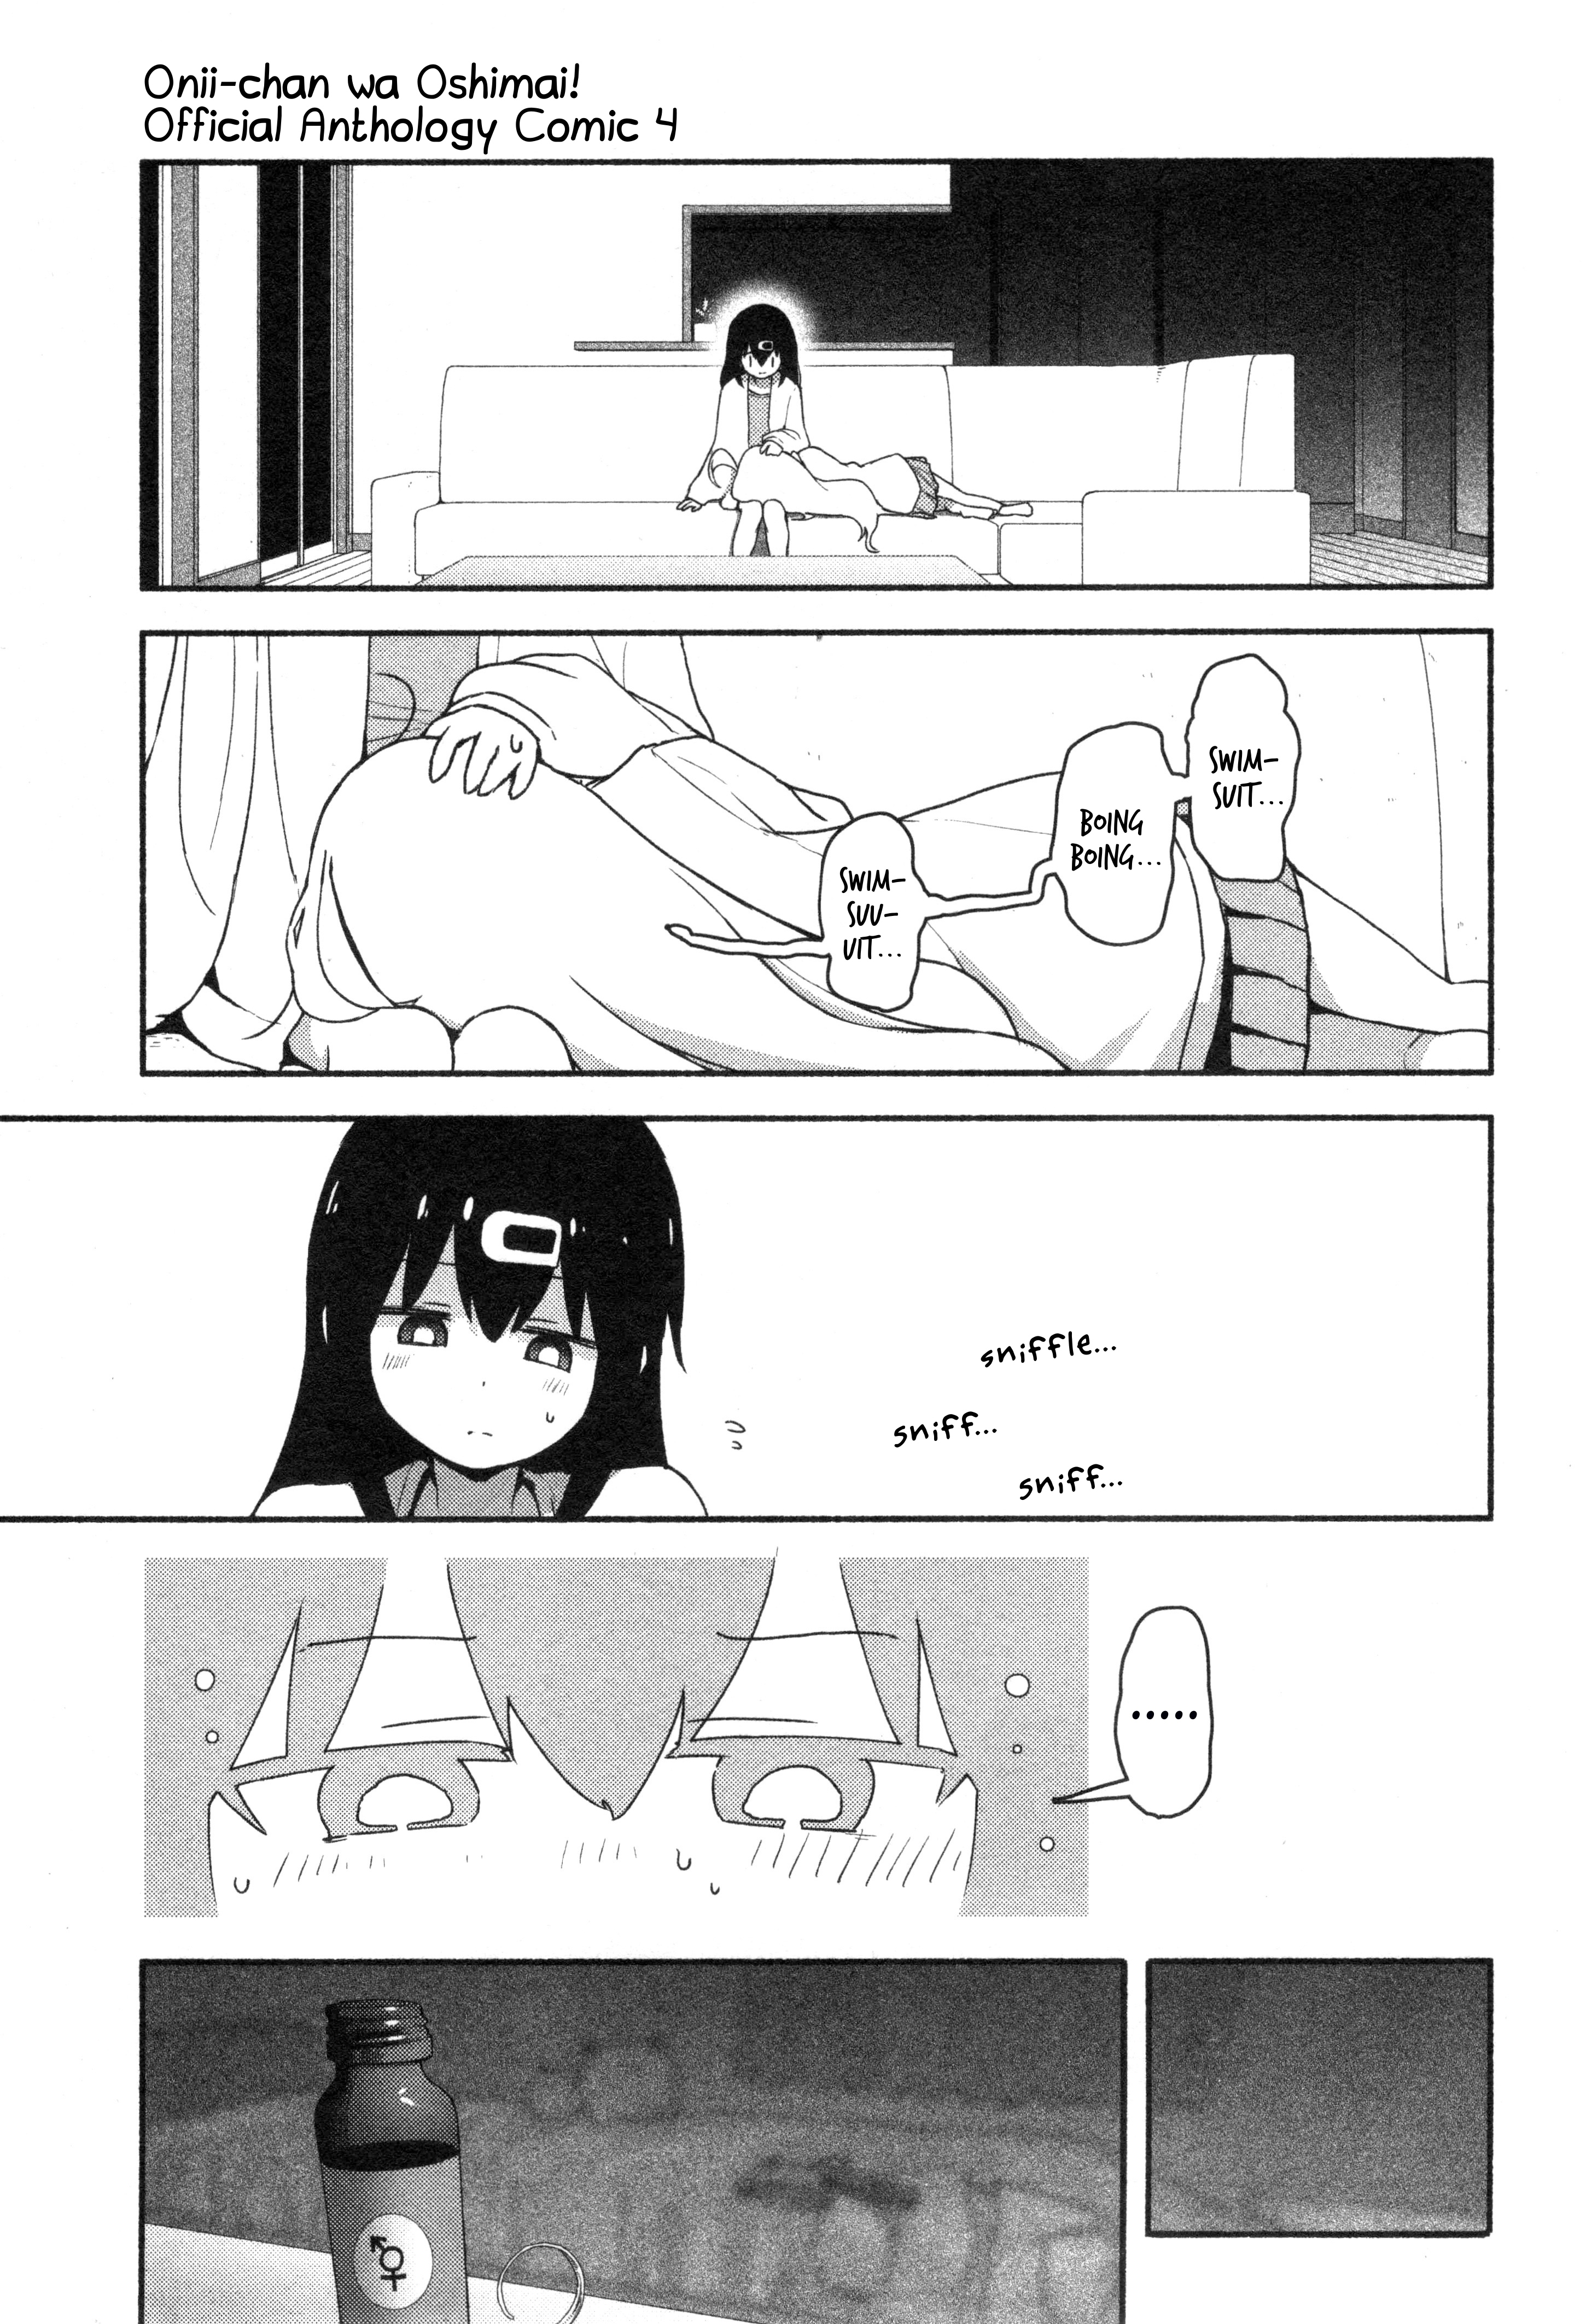 Onii-chan wa Oshimai!
Official Anthology Comic 4
SWIM-
SUIT...
BOING
BOING...
SWIM-
SUU-
UIT...
sniffle...
sniff...
sniff...
.....